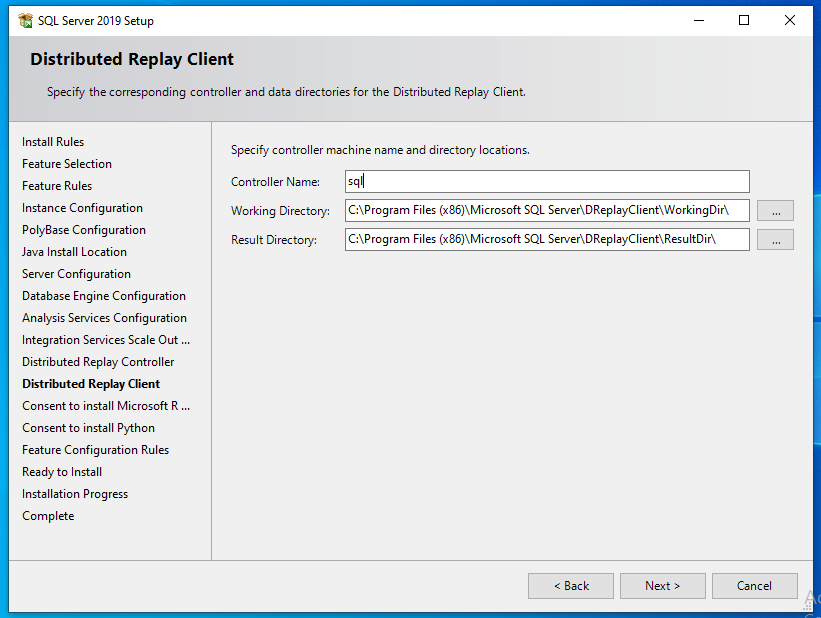 SQL Server 2019 Setup
Distributed Replay Client
Specify the corresponding controller and data directories for the Distributed Replay Client.
Install Rules
Feature Selection
Feature Rules
Instance Configuration
PolyBase Configuration
Java Install Location
Server Configuration
Database Engine Configuration
Analysis Services Configuration
Integration Services Scale Out ...
Distributed Replay Controller
Distributed Replay Client
Consent to install Microsoft R ...
Consent to install Python
Feature Configuration Rules
Ready to Install
Installation Progress
Complete
Specify controller machine name and directory locations.
Controller Name: sql
Working Directory: C:\Program Files (x86)\Microsoft SQL Server\DReplayClient\WorkingDir\ ...
Result Directory: C:\Program Files (x86)\Microsoft SQL Server\DReplayClient\ResultDir\ ...
< Back Next > Cancel